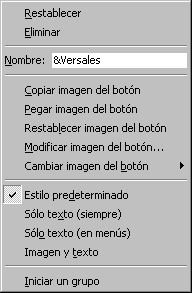 Restablecer
Eliminar
Nombre: &Versales
Copiar imagen del botón
Pegar imagen del botón
Restablecer imagen del botón
Modificar imagen del botón...
Cambiar imagen del botón
Estilo predeterminado
Sólo texto (siempre)
Sólo texto (en menús)
Imagen y texto
Iniciar un grupo